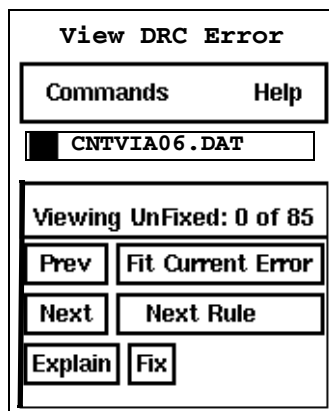 View DRC Error
Commands Help
CNTVIA06.DAT
Viewing UnFixed: 0 of 85
Prev Fit Current Error
Next Next Rule
Explain Fix